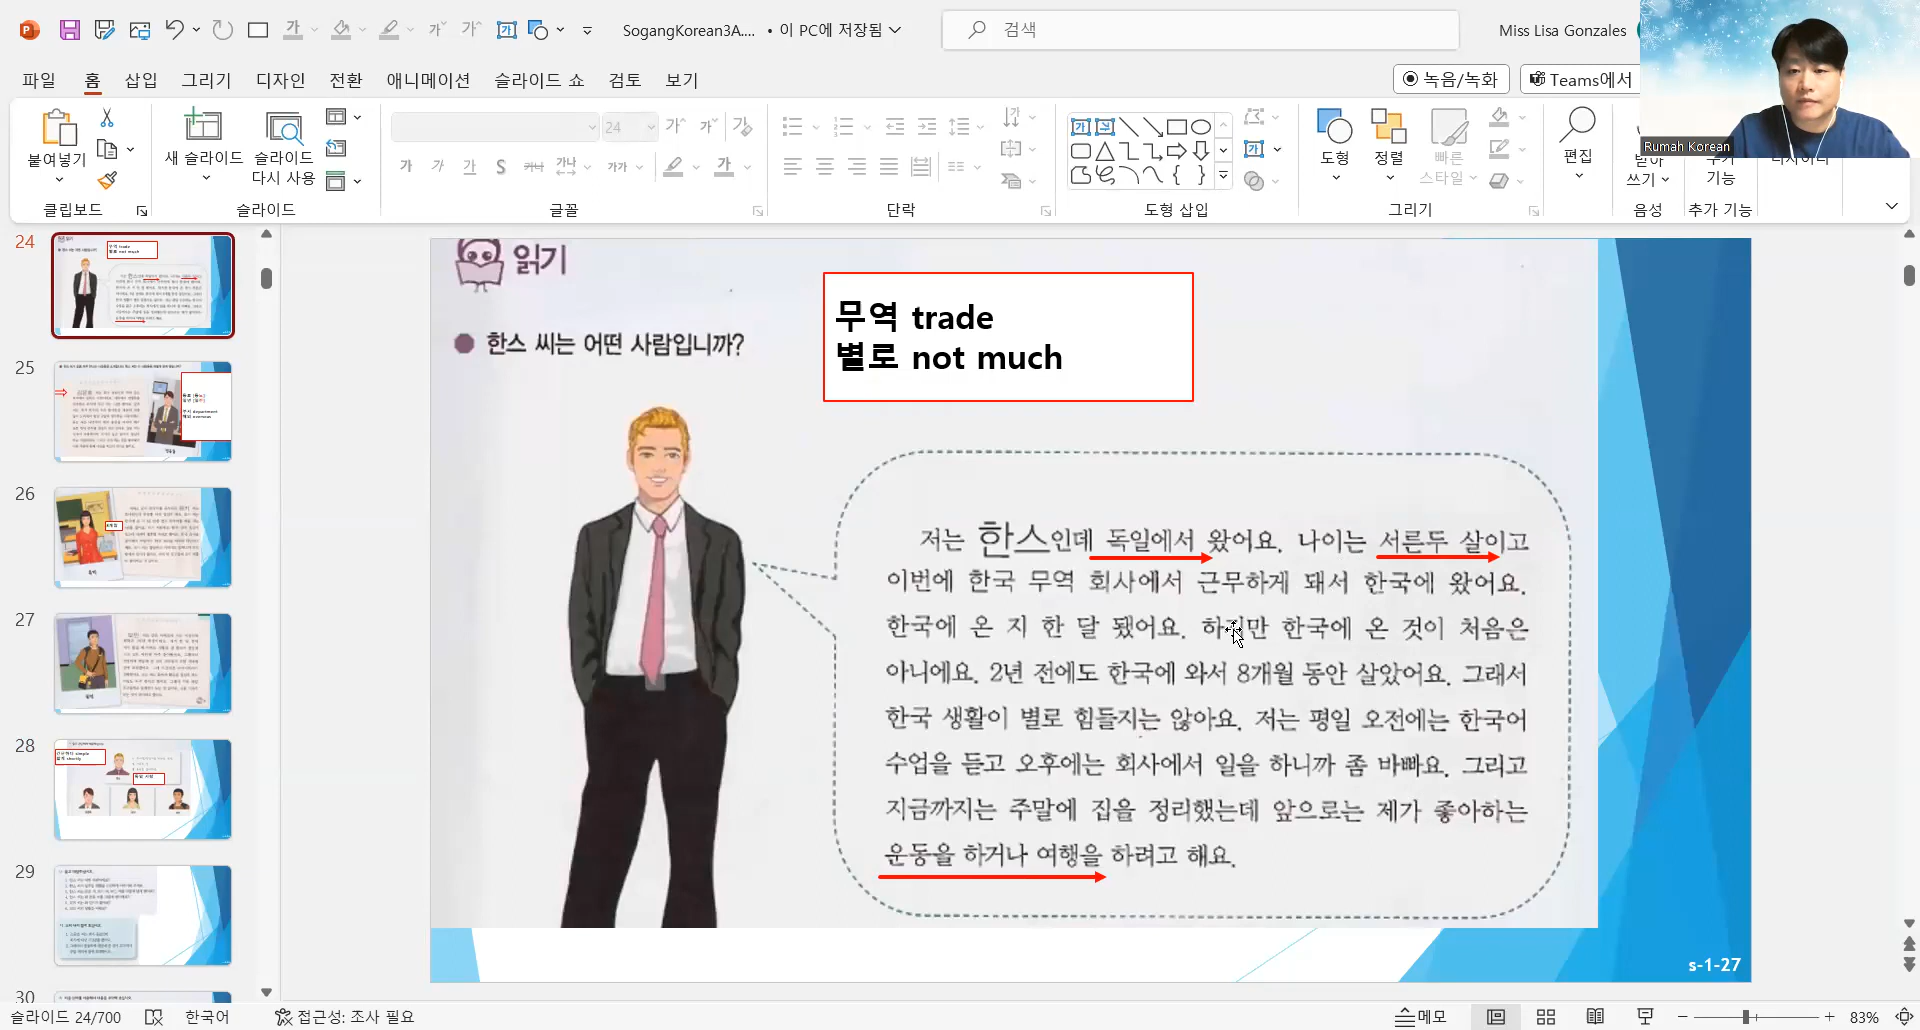 SogangKorean3A.... • 이 PC에 저장됨
검색
Miss Lisa Gonzales
파일 홈 삽입 그리기 디자인 전환 애니메이션 슬라이드 쇼 검토 보기
녹음/녹화
Teams에서
Rumah Korean
붙여넣기
새 슬라이드
슬라이드 다시 사용
24
가
도형
정렬
빠른 스타일
편집
쓰기
기능
클립보드
슬라이드
글꼴
단락
도형 삽입
그리기
음성
추가 기능
24
25
26
27
28
29
30
읽기
무역 trade
별로 not much
한스 씨는 어떤 사람입니까?
저는 한스인데 독일에서 왔어요. 나이는 서른두 살이고
이번에 한국 무역 회사에서 근무하게 돼서 한국에 왔어요.
한국에 온 지 한 달 됐어요. 하지만 한국에 온 것이 처음은
아니에요. 2년 전에도 한국에 와서 8개월 동안 살았어요. 그래서
한국 생활이 별로 힘들지는 않아요. 저는 평일 오전에는 한국어
수업을 듣고 오후에는 회사에서 일을 하니까 좀 바빠요. 그리고
지금까지는 주말에 집을 정리했는데 앞으로는 제가 좋아하는
운동을 하거나 여행을 하려고 해요.
s-1-27
슬라이드 24/700
한국어
접근성: 조사 필요
메모
83%